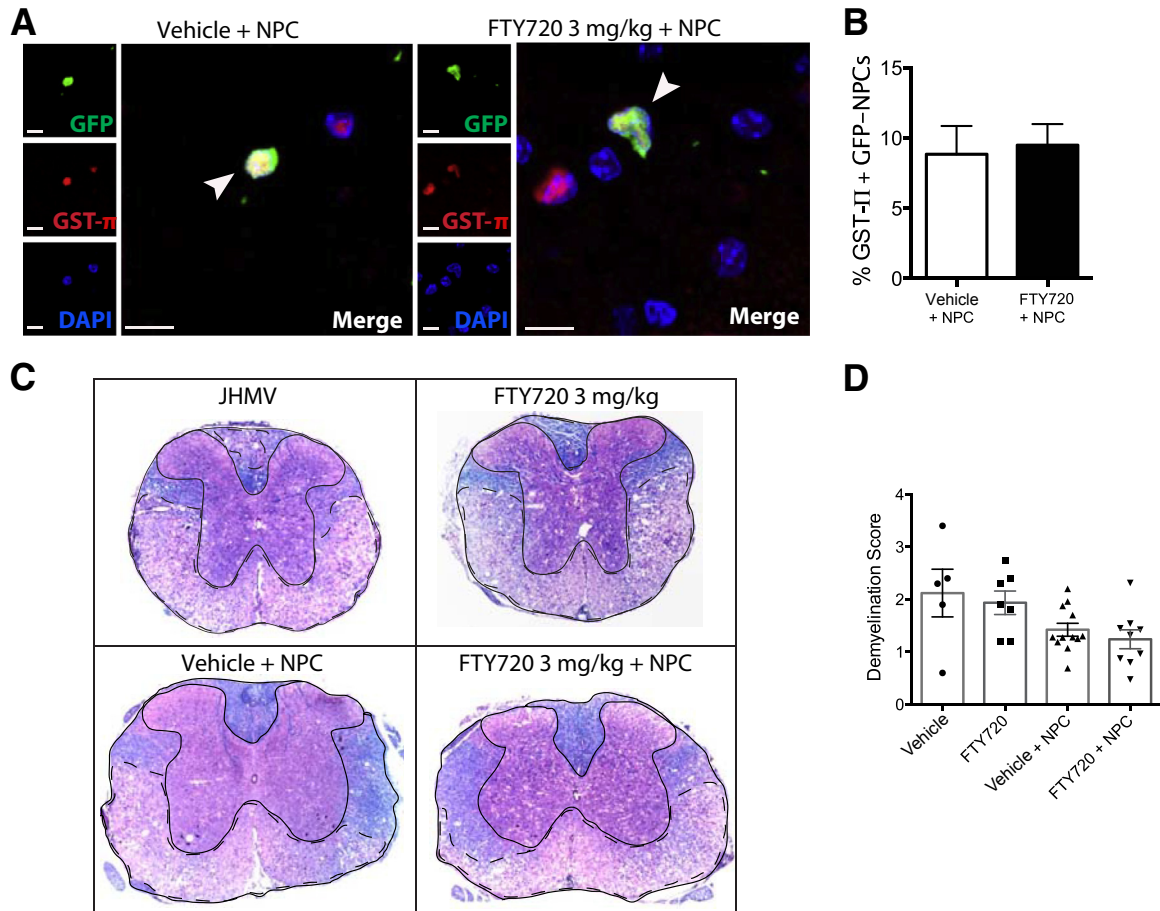 A
Vehicle + NPC
FTY720 3 mg/kg + NPC
GFP
GST-π
DAPI
Merge
GFP
GST-π
DAPI
Merge
B
% GST-Π + GFP-NPCs
15
10
5
0
Vehicle
+ NPC
FTY720
+ NPC
C
JHMV
FTY720 3 mg/kg
Vehicle + NPC
FTY720 3 mg/kg + NPC
D
Demyelination Score
4
3
2
1
0
Vehicle
FTY720
Vehicle + NPC
FTY720 + NPC